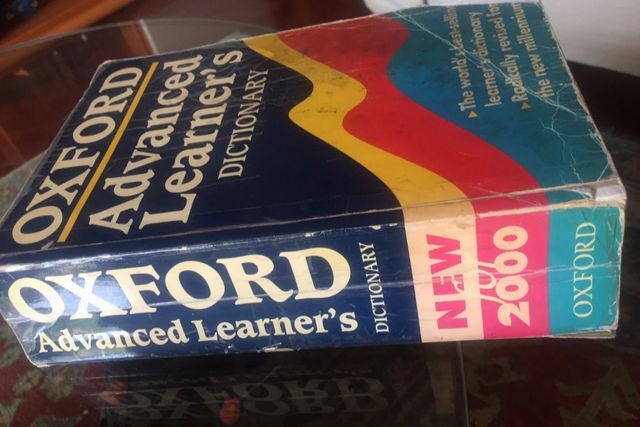 OXFORD
Advanced
Learner's
DICTIONARY
▸ The world's best-selling
learner's dictionary
▸ Radically revised for
the new millennium
OXFORD
Advanced Learner's
DICTIONARY
NEW
for
2000
OXFORD